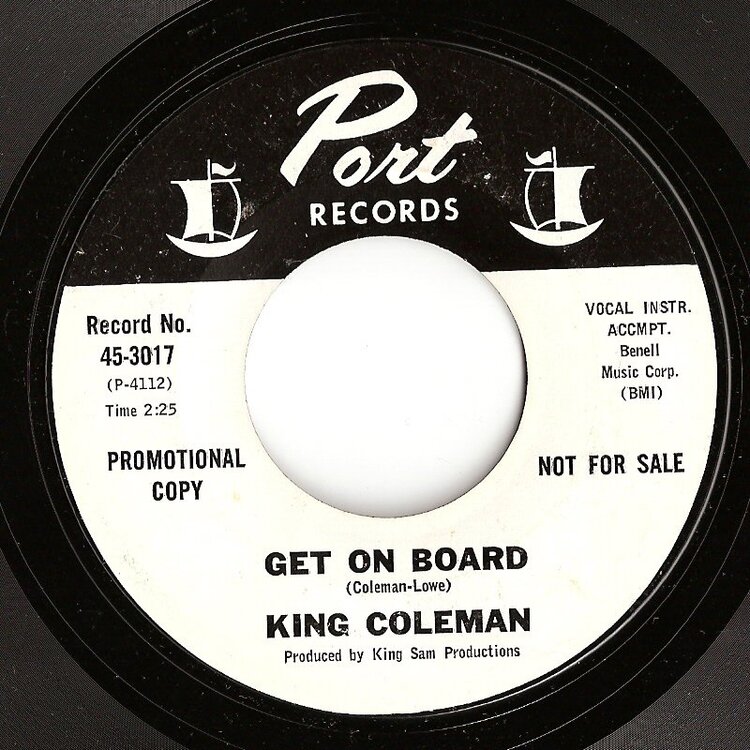 Port
RECORDS
Record No.
45-3017
(P-4112)
Time 2:25
VOCAL INSTR.
ACCMPT.
Benell
Music Corp.
(BMI)
PROMOTIONAL
COPY
NOT FOR SALE
GET ON BOARD
(Coleman-Lowe)
KING COLEMAN
Produced by King Sam Productions